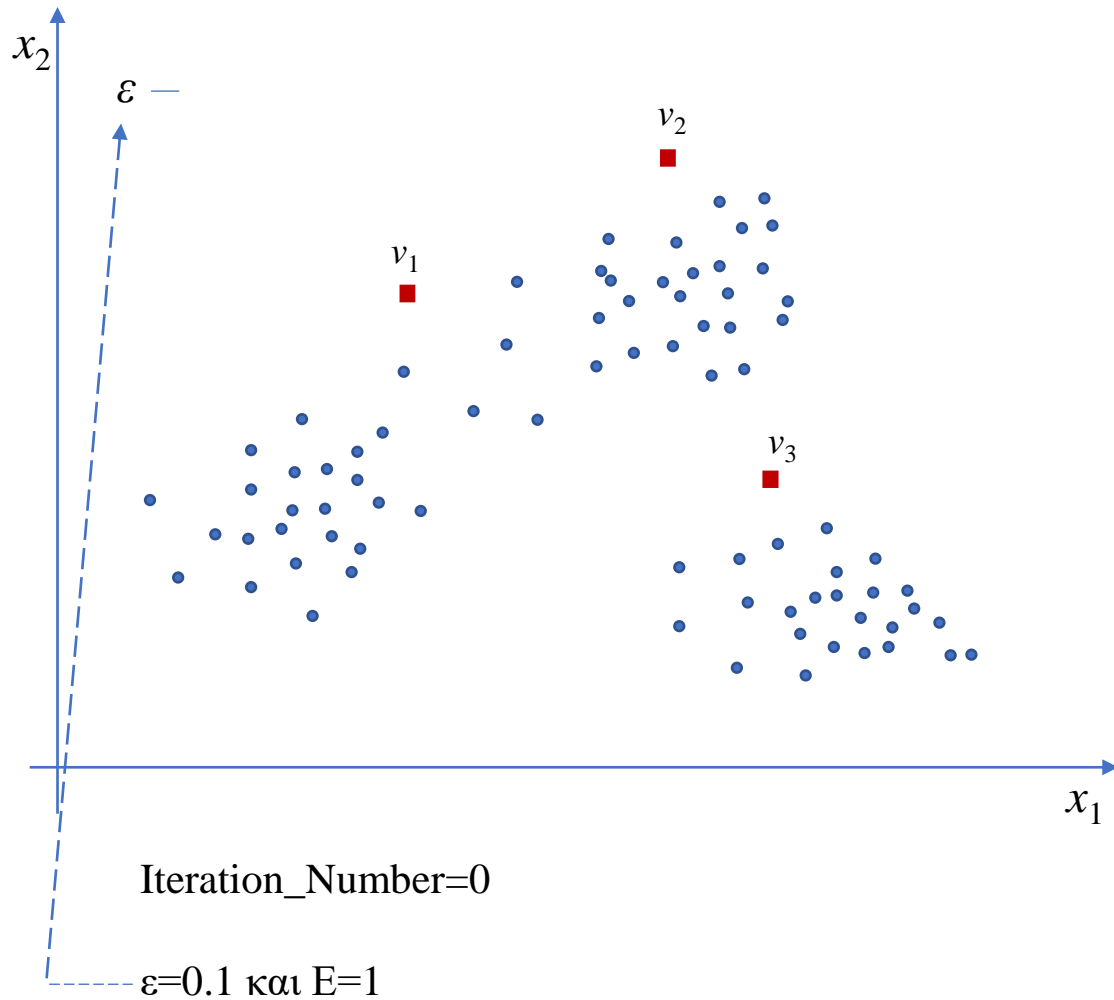 x₂
ε
v₂
v₁
v₃
x₁
Iteration_Number=0
ε=0.1 και E=1